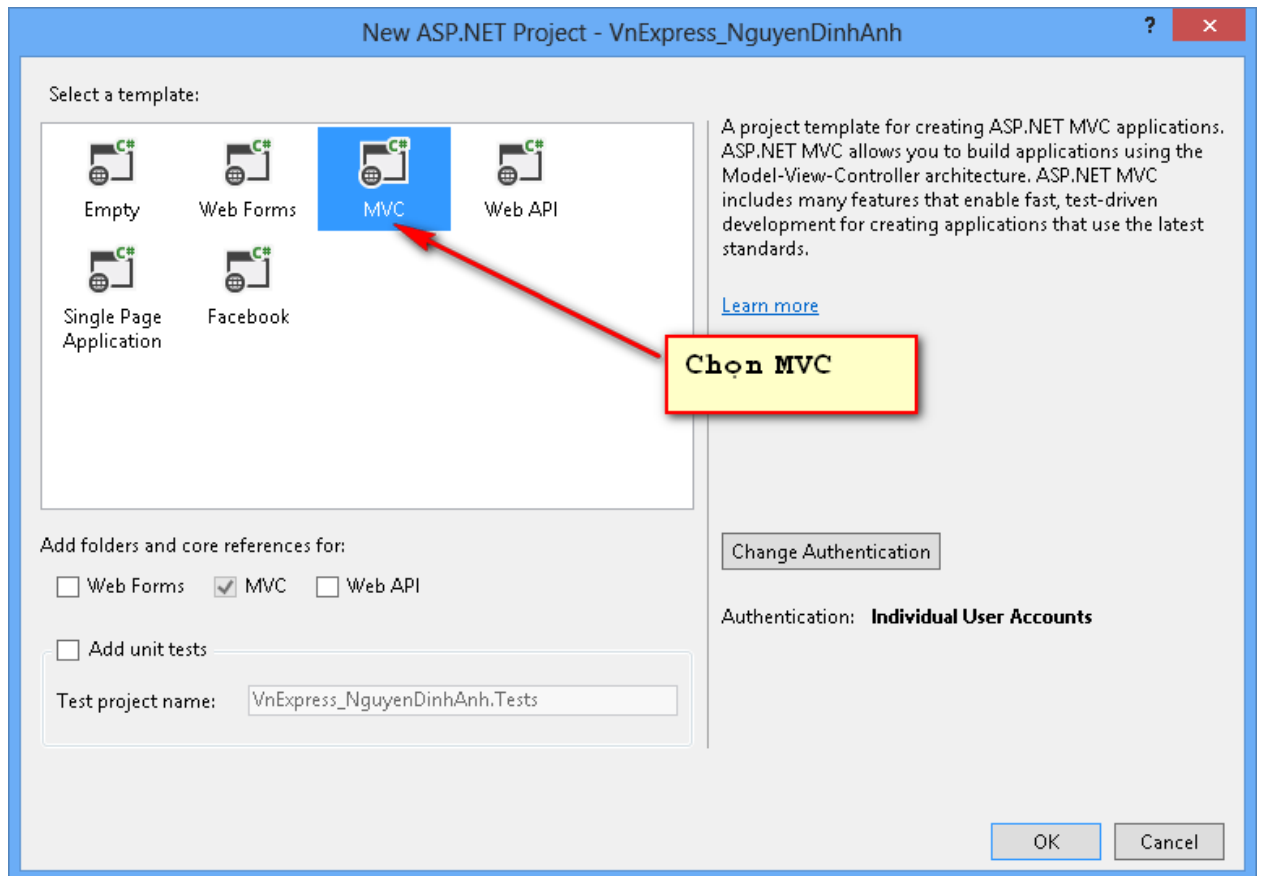 New ASP.NET Project - VnExpress_NguyenDinhAnh
?
Select a template:
C# C# C# C#
Empty Web Forms MVC Web API
C# C#
Single Page Facebook
Application
A project template for creating ASP.NET MVC applications.
ASP.NET MVC allows you to build applications using the
Model-View-Controller architecture. ASP.NET MVC
includes many features that enable fast, test-driven
development for creating applications that use the latest
standards.
Learn more
Chọn MVC
Add folders and core references for:
Web Forms MVC Web API
Add unit tests
Test project name: VnExpress_NguyenDinhAnh.Tests
Change Authentication
Authentication: Individual User Accounts
OK Cancel